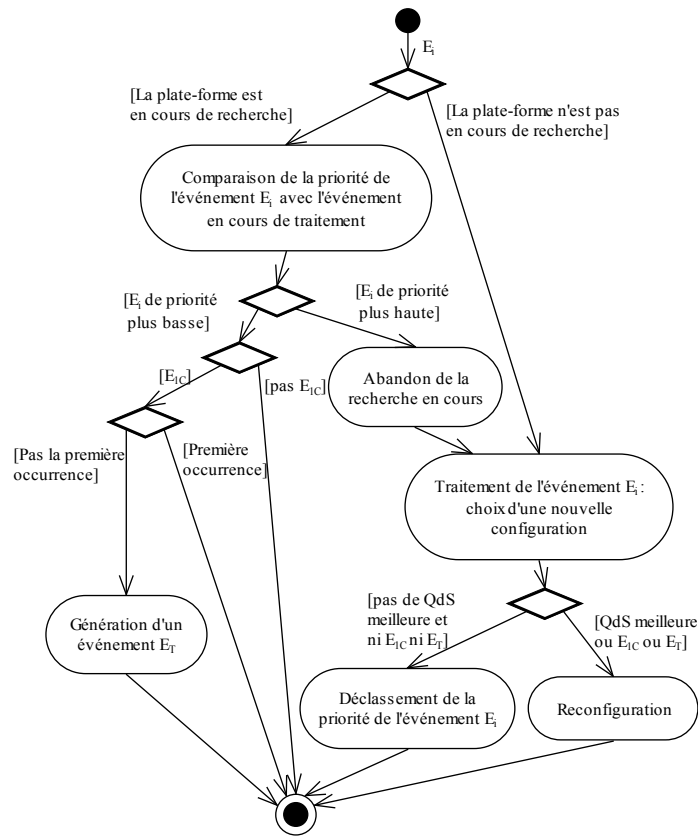 Ei
[La plate-forme est
en cours de recherche]
[La plate-forme n'est pas
en cours de recherche]
Comparaison de la priorité de
l'événement Ei avec l'événement
en cours de traitement
[Ei de priorité
plus basse]
[Ei de priorité
plus haute]
[E1C]
[pas E1C]
Abandon de la
recherche en cours
[Pas la première
occurrence]
[Première
occurrence]
Traitement de l'événement Ei :
choix d'une nouvelle
configuration
Génération d'un
événement ET
[pas de QdS
meilleure et
ni E1C ni ET]
[QdS meilleure
ou E1C ou ET]
Déclassement de la
priorité de l'événement Ei
Reconfiguration